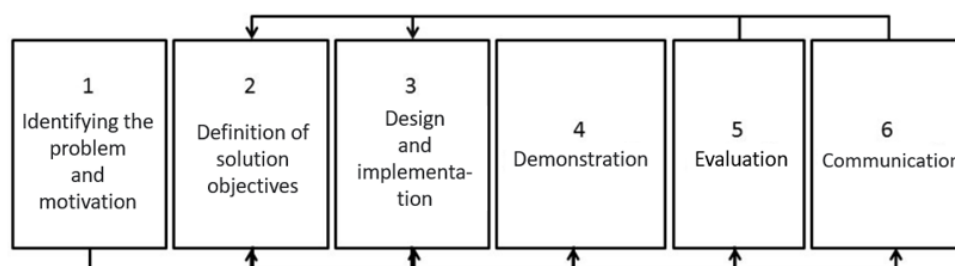 1
Identifying the
problem
and
motivation
2
Definition of
solution
objectives
3
Design
and
implementa-
tion
4
Demonstration
5
Evaluation
6
Communication